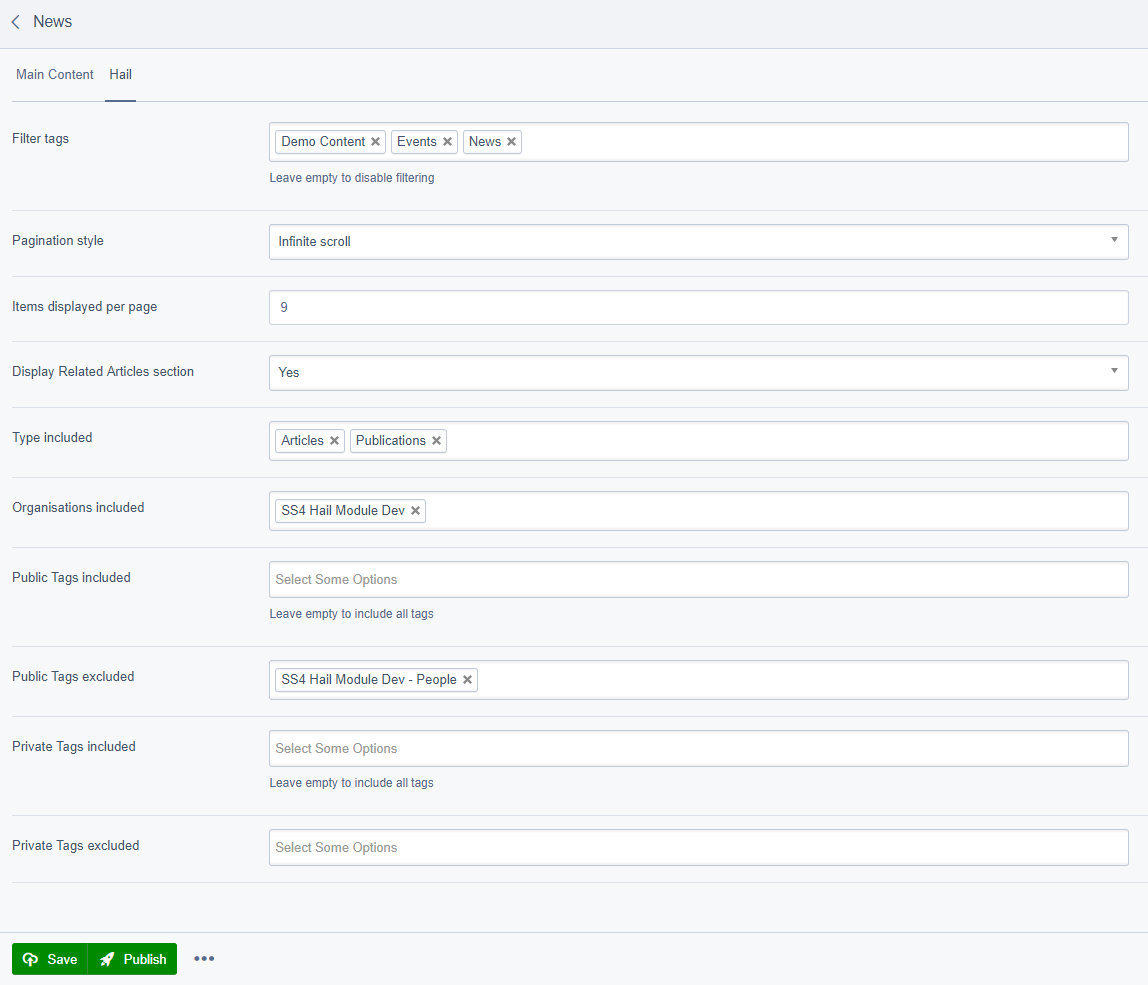 News
Main Content Hail
Filter tags
Demo Content Events News
Leave empty to disable filtering
Pagination style
Infinite scroll
Items displayed per page
9
Display Related Articles section
Yes
Type included
Articles Publications
Organisations included
SS4 Hail Module Dev
Public Tags included
Select Some Options
Leave empty to include all tags
Public Tags excluded
SS4 Hail Module Dev - People
Private Tags included
Select Some Options
Leave empty to include all tags
Private Tags excluded
Select Some Options
Save Publish